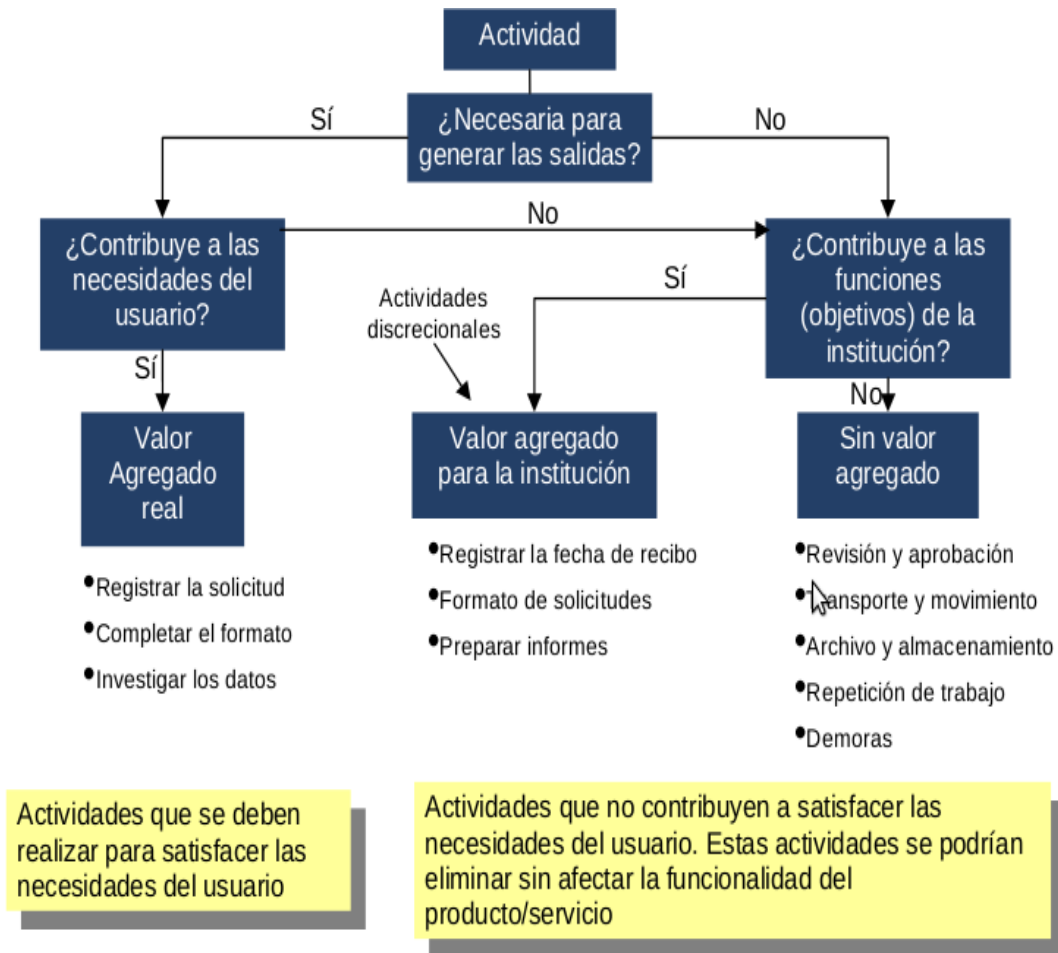 Actividad
Sí
¿Necesaria para
generar las salidas?
No
¿Contribuye a las
necesidades del
usuario?
No
¿Contribuye a las
funciones
(objetivos) de la
institución?
Sí
Actividades
discrecionales
Sí
No
Valor
Agregado
real
Valor agregado
para la institución
Sin valor
agregado
•Registrar la solicitud
•Completar el formato
•Investigar los datos
•Registrar la fecha de recibo
•Formato de solicitudes
•Preparar informes
•Revisión y aprobación
•Transporte y movimiento
•Archivo y almacenamiento
•Repetición de trabajo
•Demoras
Actividades que se deben
realizar para satisfacer las
necesidades del usuario
Actividades que no contribuyen a satisfacer las
necesidades del usuario. Estas actividades se podrían
eliminar sin afectar la funcionalidad del
producto/servicio